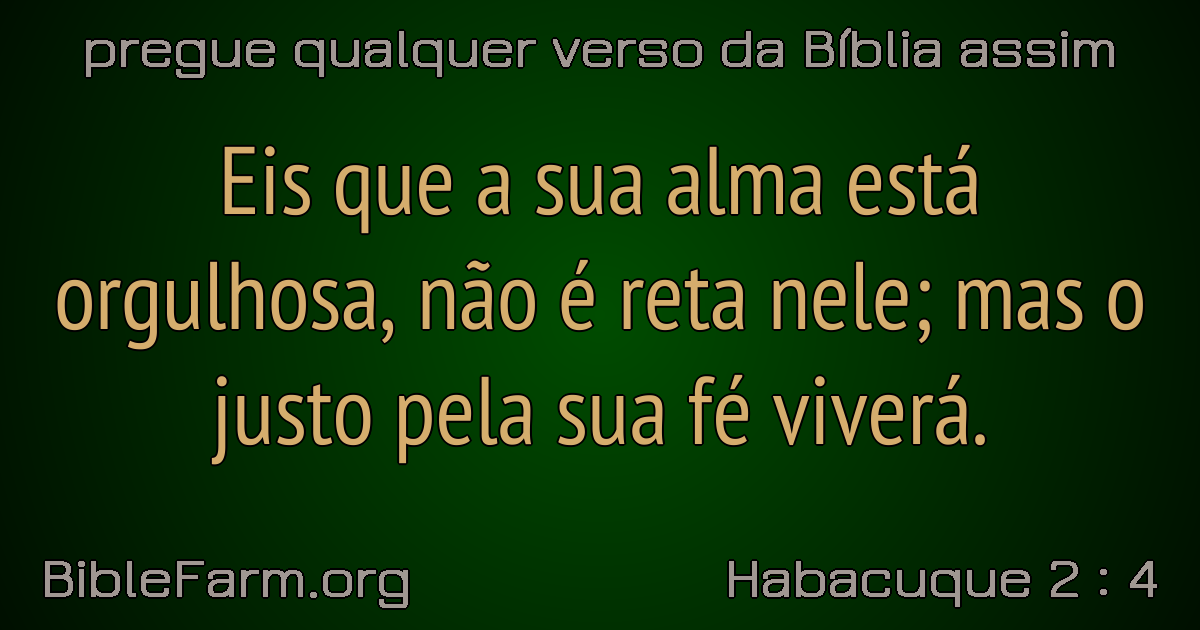 pregue qualquer verso da Bíblia assim
Eis que a sua alma está
orgulhosa, não é reta nele; mas o
justo pela sua fé viverá.
BibleFarm.org
Habacuque 2 : 4